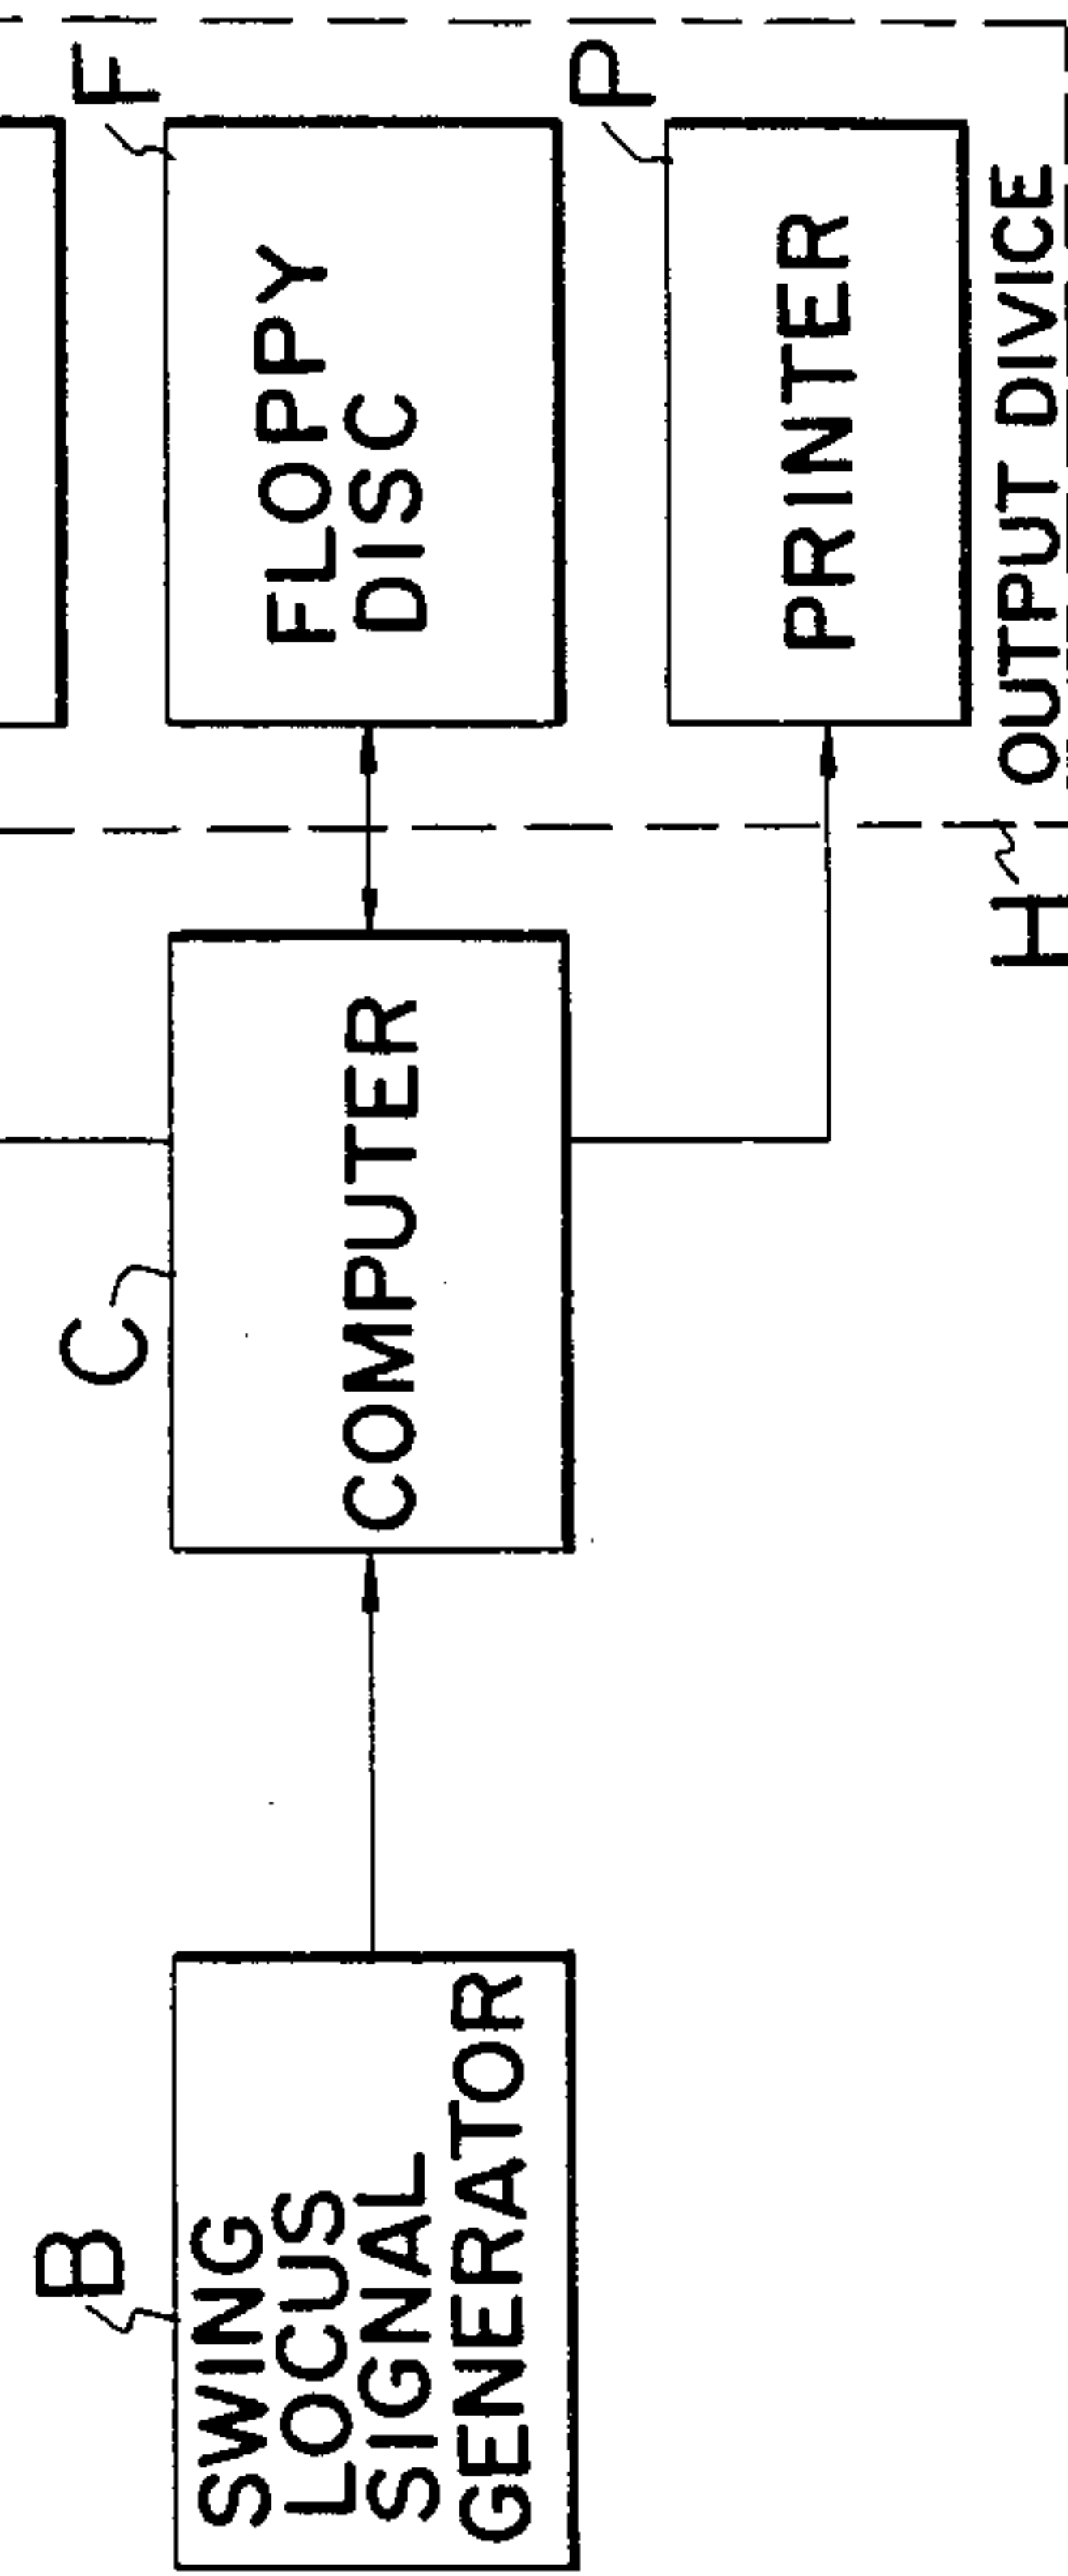 B
SWING
LOCUS
SIGNAL
GENERATOR
C
COMPUTER
F
FLOPPY
DISC
P
PRINTER
H
OUTPUT DIVICE